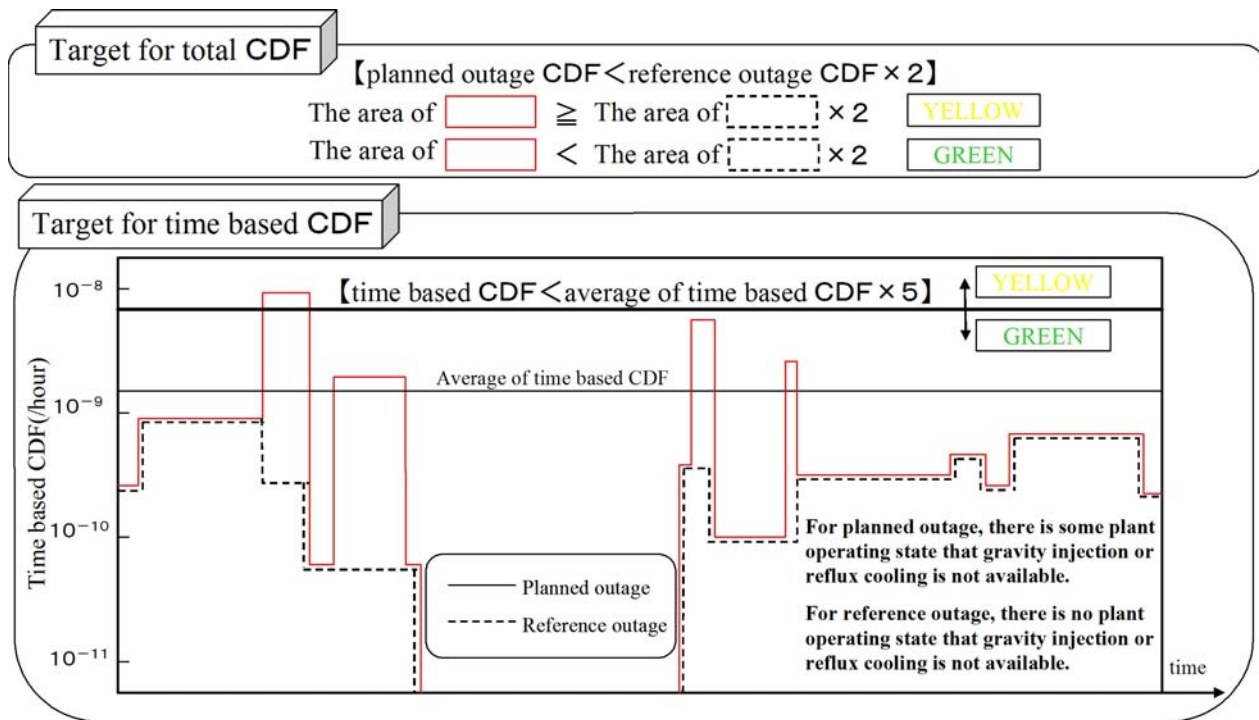 Target for total CDF
【planned outage CDF＜reference outage CDF×2】
The area of ≧ The area of ×2 YELLOW
The area of < The area of ×2 GREEN
Target for time based CDF
【time based CDF＜average of time based CDF×5】
YELLOW
GREEN
Time based CDF(/hour)
10⁻⁸
10⁻⁹
10⁻¹⁰
10⁻¹¹
Average of time based CDF
Planned outage
Reference outage
For planned outage, there is some plant
operating state that gravity injection or
reflux cooling is not available.
For reference outage, there is no plant
operating state that gravity injection or
reflux cooling is not available.
time